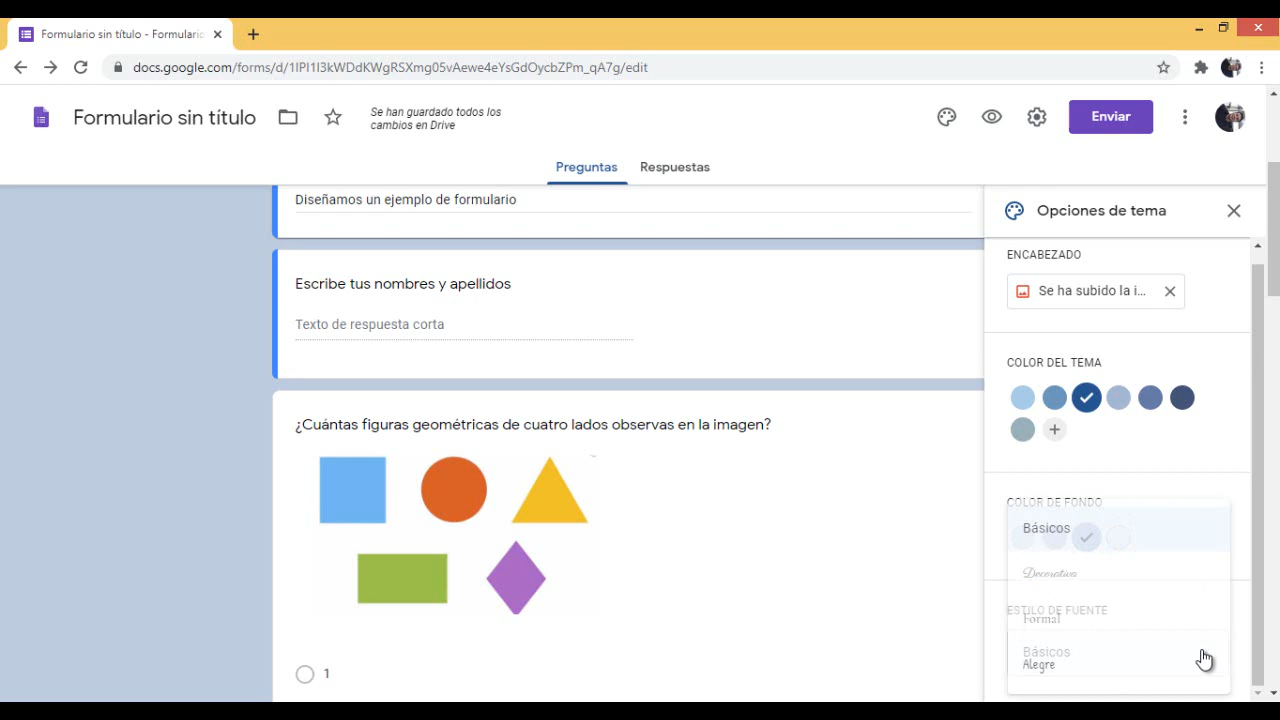 Formulario sin título - Formulario
docs.google.com/forms/d/1IPI1I3kWDdKWgRSXmg05vAewe4eYsGdOycbZPm_qA7g/edit
Formulario sin título
Se han guardado todos los
cambios en Drive
Enviar
Preguntas
Respuestas
Diseñamos un ejemplo de formulario
Escribe tus nombres y apellidos
Texto de respuesta corta
¿Cuántas figuras geométricas de cuatro lados observas en la imagen?
1
Opciones de tema
ENCABEZADO
Se ha subido la i...
COLOR DEL TEMA
COLOR DE FONDO
Básicos
Decorativa
ESTILO DE FUENTE
Formal
Básicos
Alegre